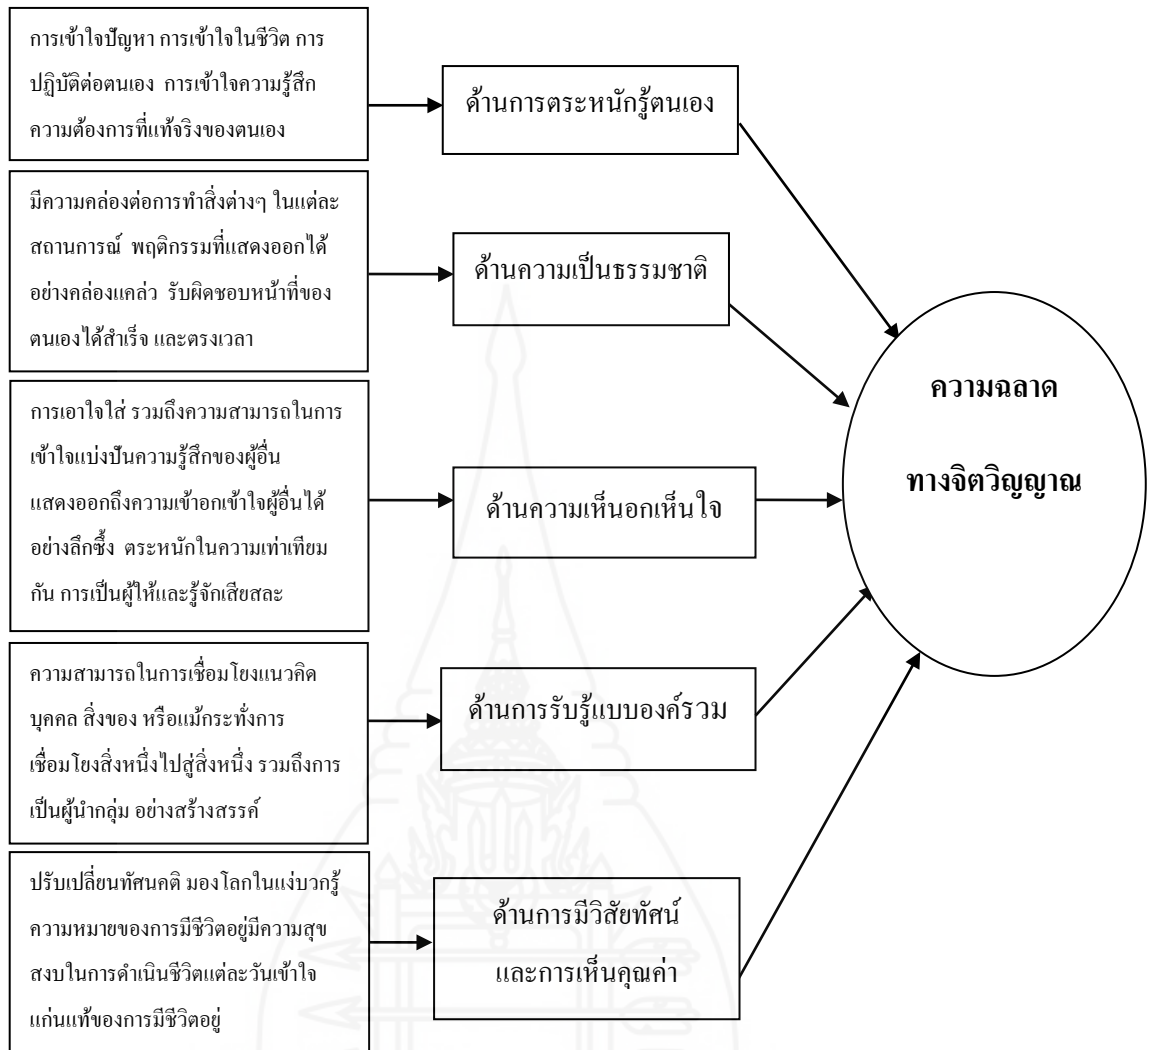 การเข้าใจปัญหา การเข้าใจในชีวิต การ
ปฏิบัติต่อตนเอง การเข้าใจความรู้สึก
ความต้องการที่แท้จริงของตนเอง
ด้านการตระหนักรู้ตนเอง
มีความคล่องต่อการทำสิ่งต่างๆ ในแต่ละ
สถานการณ์ พฤติกรรมที่แสดงออกได้
อย่างคล่องแคล่ว รับผิดชอบหน้าที่ของ
ตนเองได้สำเร็จ และตรงเวลา
ด้านความเป็นธรรมชาติ
การเอาใจใส่ รวมถึงความสามารถในการ
เข้าใจแบ่งปันความรู้สึกของผู้อื่น
แสดงออกถึงความเข้าอกเข้าใจผู้อื่นได้
อย่างลึกซึ้ง ตระหนักในความเท่าเทียม
กัน การเป็นผู้ให้และรู้จักเสียสละ
ด้านความเห็นอกเห็นใจ
ความสามารถในการเชื่อมโยงแนวคิด
บุคคล สิ่งของ หรือแม้กระทั่งการ
เชื่อมโยงสิ่งหนึ่งไปสู่สิ่งหนึ่ง รวมถึงการ
เป็นผู้นำกลุ่ม อย่างสร้างสรรค์
ด้านการรับรู้แบบองค์รวม
ปรับเปลี่ยนทัศนคติ มองโลกในแง่บวกรู้
ความหมายของการมีชีวิตอยู่มีความสุข
สงบในการดำเนินชีวิตแต่ละวันเข้าใจ
แก่นแท้ของการมีชีวิตอยู่
ด้านการมีวิสัยทัศน์
และการเห็นคุณค่า
ความฉลาด
ทางจิตวิญญาณ